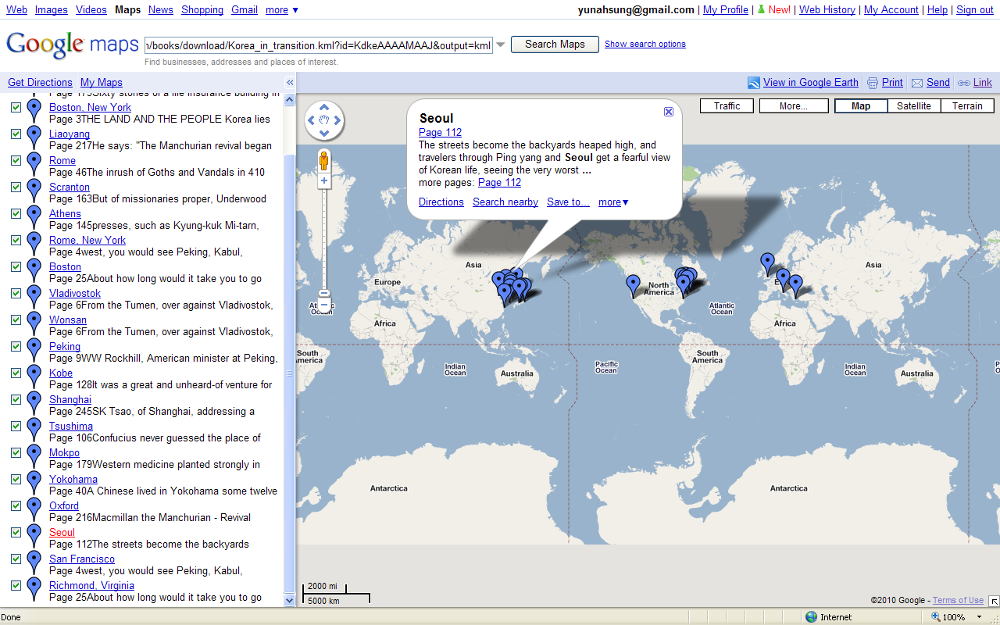 Web Images Videos Maps News Shopping Gmail more ▼
yunahsung@gmail.com | My Profile | New! | Web History | My Account | Help | Sign out
Google maps
n/books/download/Korea_in_transition.kml?id=KdkeAAAAMAAJ&output=kml
Search Maps
Show search options
Find businesses, addresses and places of interest.
Get Directions My Maps
«
View in Google Earth Print Send Link
Page 175Sixty stories of a life insurance building in
Boston, New York
Page 3THE LAND AND THE PEOPLE Korea lies
Liaoyang
Page 217He says: "The Manchurian revival began
Rome
Page 46The inrush of Goths and Vandals in 410
Scranton
Page 163But of missionaries proper, Underwood
Athens
Page 145presses, such as Kyung-kuk Mi-tarn,
Rome, New York
Page 4west, you would see Peking, Kabul,
Boston
Page 25About how long would it take you to go
Vladivostok
Page 6From the Tumen, over against Vladivostok,
Wonsan
Page 6From the Tumen, over against Vladivostok,
Peking
Page 9WW Rockhill, American minister at Peking,
Kobe
Page 128It was a great and unheard-of venture for
Shanghai
Page 245SK Tsao, of Shanghai, addressing a
Tsushima
Page 106Confucius never guessed the place of
Mokpo
Page 179Western medicine planted strongly in
Yokohama
Page 40A Chinese lived in Yokohama some twelve
Oxford
Page 216Macmillan the Manchurian - Revival
Seoul
Page 112The streets become the backyards
San Francisco
Page 4west, you would see Peking, Kabul,
Richmond, Virginia
Page 25About how long would it take you to go
Traffic More... Map Satellite Terrain
Seoul
Page 112
The streets become the backyards heaped high, and
travelers through Ping yang and Seoul get a fearful view
of Korean life, seeing the very worst ...
more pages: Page 112
Directions Search nearby Save to... more▼
Asia
Europe
Africa
Indian
Ocean
Australia
South
America
Antarctica
Pacific
Ocean
North
America
Atlantic
Ocean
South
America
Asia
Africa
Indian
Ocean
Australia
Antarctica
2000 mi
5000 km
©2010 Google - Terms of Use
Done
Internet
100%